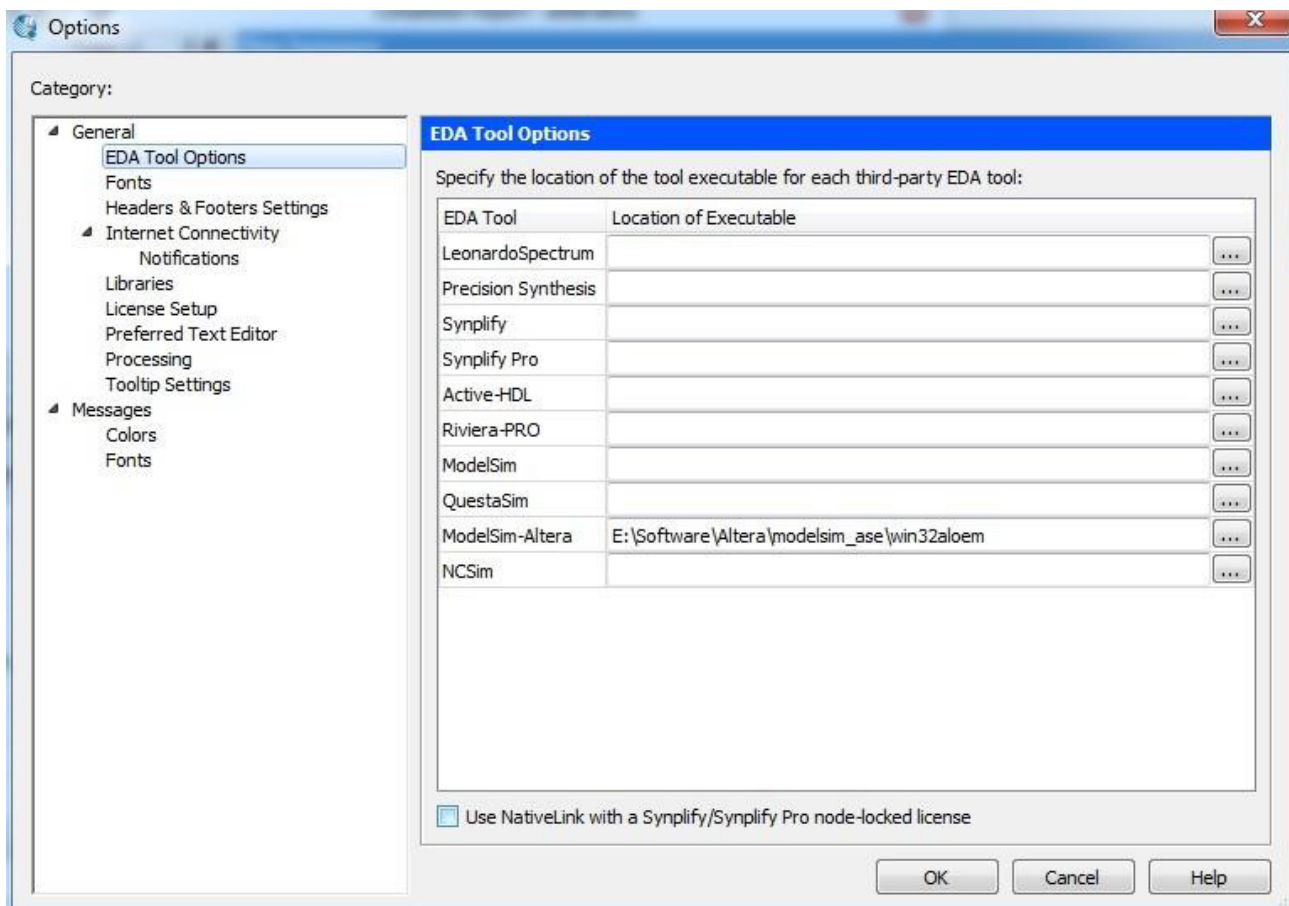 Options
Category:
General
EDA Tool Options
Fonts
Headers & Footers Settings
Internet Connectivity
Notifications
Libraries
License Setup
Preferred Text Editor
Processing
Tooltip Settings
Messages
Colors
Fonts
EDA Tool Options
Specify the location of the tool executable for each third-party EDA tool:
EDA Tool Location of Executable
LeonardoSpectrum ...
Precision Synthesis ...
Synplify ...
Synplify Pro ...
Active-HDL ...
Riviera-PRO ...
ModelSim ...
QuestaSim ...
ModelSim-Altera E:\Software\Altera\modelsim_ase\win32aloem ...
NCSim ...
Use NativeLink with a Synplify/Synplify Pro node-locked license
OK Cancel Help